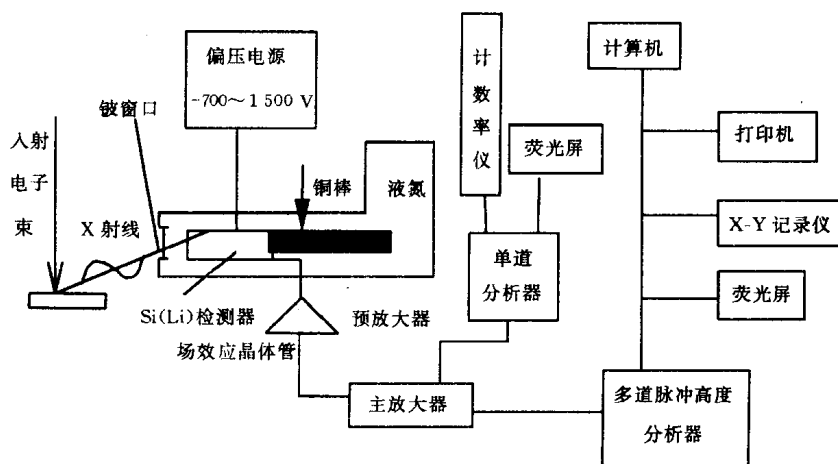 偏压电源
-700～1 500 V
铍窗口
入射
电子
束
X 射线
铜棒
液氮
Si(Li)检测器
预放大器
场效应晶体管
计
数
率
仪
荧光屏
单道
分析器
主放大器
计算机
打印机
X-Y 记录仪
荧光屏
多道脉冲高度
分析器